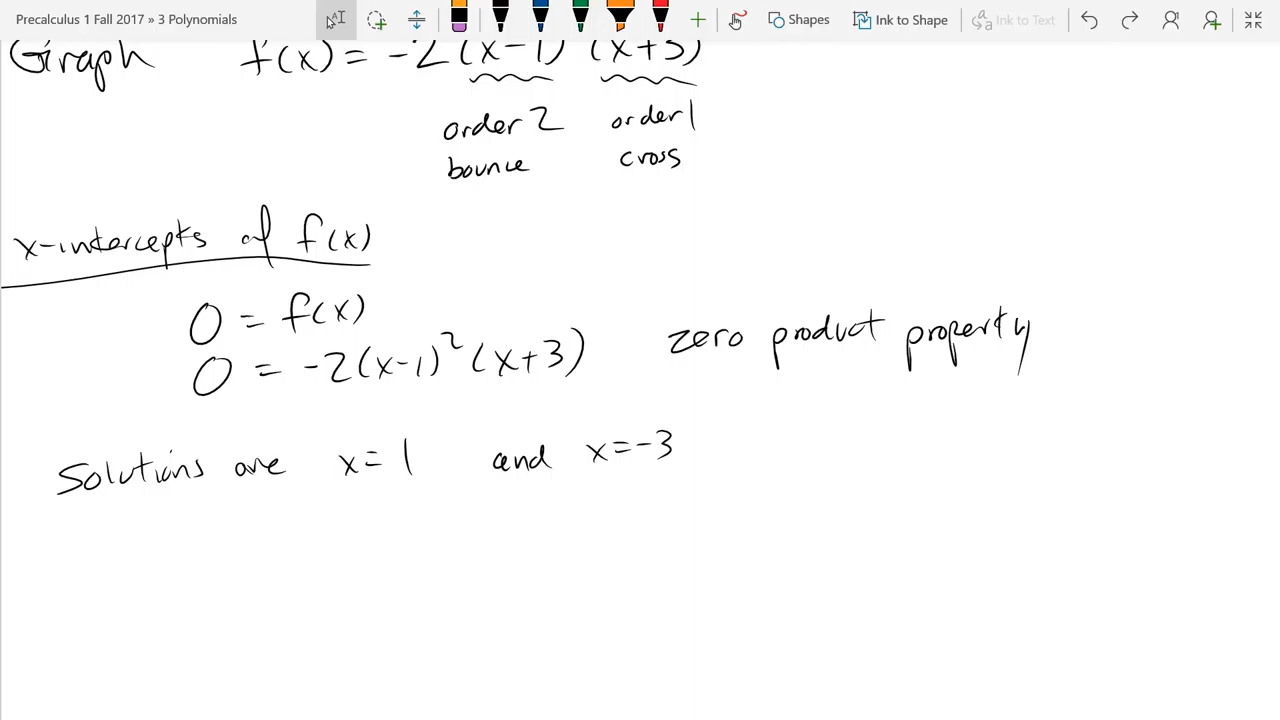 Precalculus 1 Fall 2017 » 3 Polynomials
Shapes
Ink to Shape
Ink to Text
Graph f(x) = -2(x-1) (x+3)
order 2 order 1
bounce cross
x-intercepts of f(x)
0 = f(x)
0 = -2(x-1)² (x+3) zero product property
Solutions are x=1 and x=-3